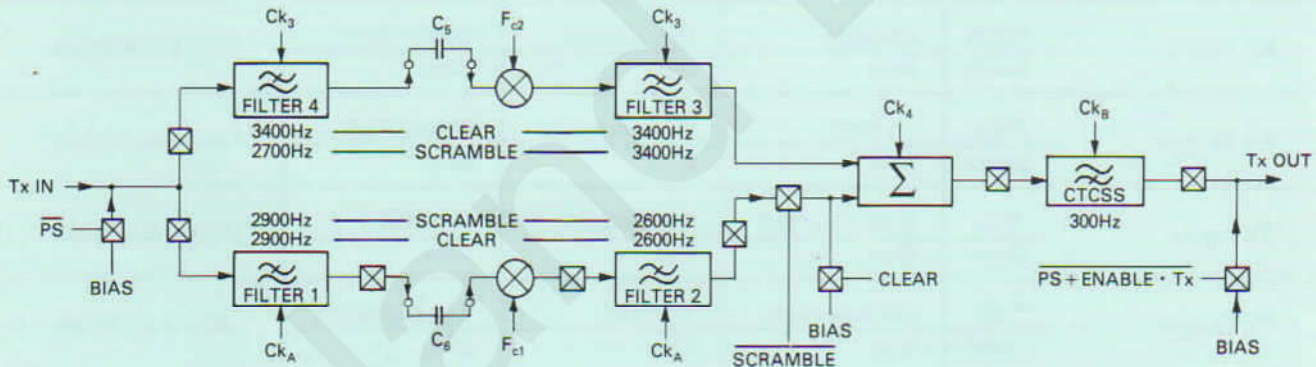 Ck3
C5
Fc2
Ck3
FILTER 4
FILTER 3
3400Hz CLEAR 3400Hz
2700Hz SCRAMBLE 3400Hz
Ck4
CkB
Tx IN
Σ
CTCSS
300Hz
Tx OUT
PS
BIAS
2900Hz SCRAMBLE 2600Hz
2900Hz CLEAR 2600Hz
FILTER 1
FILTER 2
CLEAR
PS + ENABLE · Tx
BIAS
C6
Fc1
CkA
CkA
SCRAMBLE
BIAS